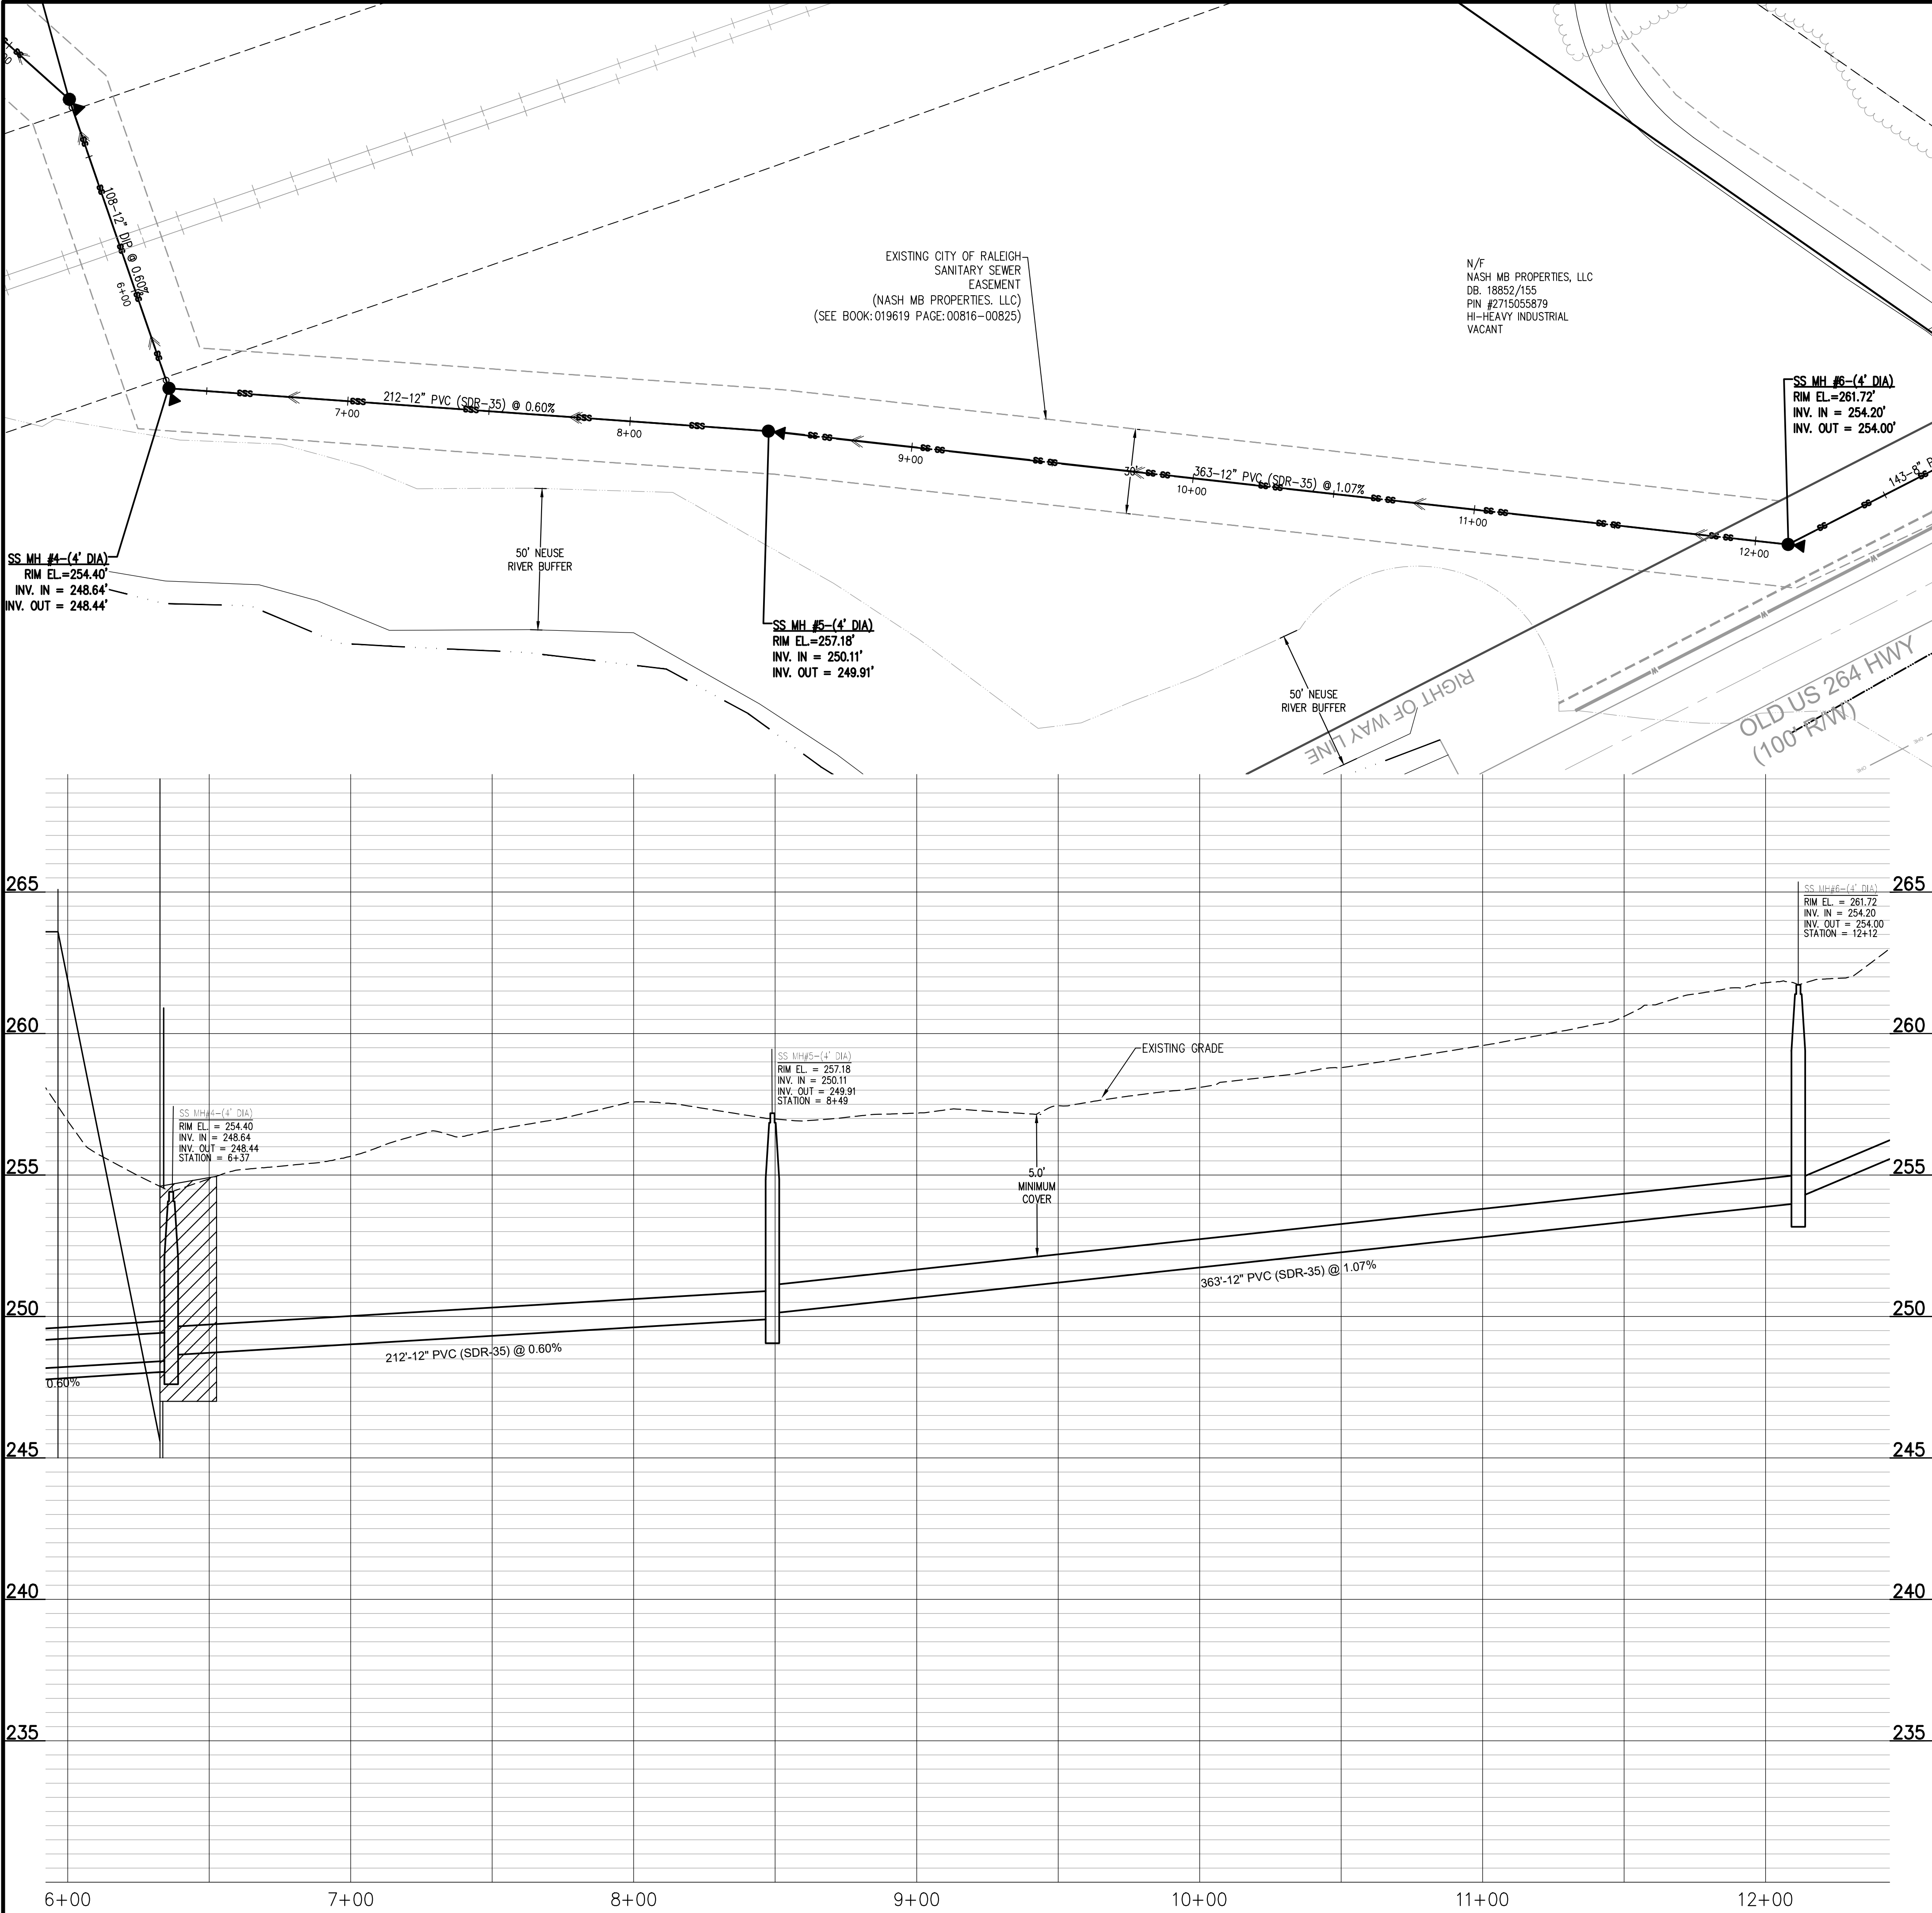 108-12" DIP @ 0.60%
6+00
EXISTING CITY OF RALEIGH
SANITARY SEWER
EASEMENT
(NASH MB PROPERTIES. LLC)
(SEE BOOK:019619 PAGE:00816-00825)
N/F
NASH MB PROPERTIES, LLC
DB. 18852/155
PIN #2715055879
HI-HEAVY INDUSTRIAL
VACANT
SS MH #6-(4' DIA)
RIM EL.=261.72'
INV. IN = 254.20'
INV. OUT = 254.00'
212-12" PVC (SDR-35) @ 0.60%
7+00
8+00
9+00
30'
363-12" PVC (SDR-35) @ 1.07%
10+00
11+00
12+00
143-8"
SS MH #4-(4' DIA)
RIM EL.=254.40'
INV. IN = 248.64'
INV. OUT = 248.44'
50' NEUSE
RIVER BUFFER
SS MH #5-(4' DIA)
RIM EL.=257.18'
INV. IN = 250.11'
INV. OUT = 249.91'
50' NEUSE
RIVER BUFFER
RIGHT OF WAY LINE
OLD US 264 HWY
(100' R/W)
265
265
SS MH#6-(4' DIA)
RIM EL. = 261.72
INV. IN = 254.20
INV. OUT = 254.00
STATION = 12+12
260
260
EXISTING GRADE
SS MH#5-(4' DIA)
RIM EL. = 257.18
INV. IN = 250.11
INV. OUT = 249.91
STATION = 8+49
SS MH#4-(4' DIA)
RIM EL. = 254.40
INV. IN = 248.64
INV. OUT = 248.44
STATION = 6+37
255
255
5.0'
MINIMUM
COVER
250
250
363'-12" PVC (SDR-35) @ 1.07%
212'-12" PVC (SDR-35) @ 0.60%
0.60%
245
245
240
240
235
235
6+00
7+00
8+00
9+00
10+00
11+00
12+00